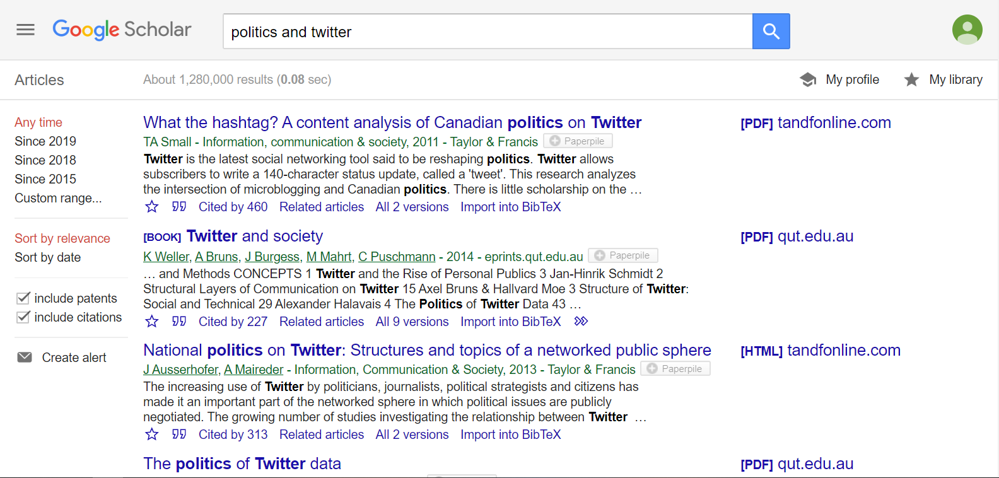 Google Scholar
politics and twitter
Articles
About 1,280,000 results (0.08 sec)
My profile
My library
Any time
Since 2019
Since 2018
Since 2015
Custom range...
Sort by relevance
Sort by date
include patents
include citations
Create alert
What the hashtag? A content analysis of Canadian politics on Twitter
[PDF] tandfonline.com
TA Small - Information, communication & society, 2011 - Taylor & Francis Paperpile
Twitter is the latest social networking tool said to be reshaping politics. Twitter allows
subscribers to write a 140-character status update, called a 'tweet'. This research analyzes
the intersection of microblogging and Canadian politics. There is little scholarship on the …
Cited by 460 Related articles All 2 versions Import into BibTeX
[BOOK] Twitter and society
[PDF] qut.edu.au
K Weller, A Bruns, J Burgess, M Mahrt, C Puschmann - 2014 - eprints.qut.edu.au Paperpile
… and Methods CONCEPTS 1 Twitter and the Rise of Personal Publics 3 Jan-Hinrik Schmidt 2
Structural Layers of Communication on Twitter 15 Axel Bruns & Hallvard Moe 3 Structure of Twitter:
Social and Technical 29 Alexander Halavais 4 The Politics of Twitter Data 43 …
Cited by 227 Related articles All 9 versions Import into BibTeX
National politics on Twitter: Structures and topics of a networked public sphere
[HTML] tandfonline.com
J Ausserhofer, A Maireder - Information, Communication & Society, 2013 - Taylor & Francis Paperpile
The increasing use of Twitter by politicians, journalists, political strategists and citizens has
made it an important part of the networked sphere in which political issues are publicly
negotiated. The growing number of studies investigating the relationship between Twitter …
Cited by 313 Related articles All 2 versions Import into BibTeX
The politics of Twitter data
[PDF] qut.edu.au